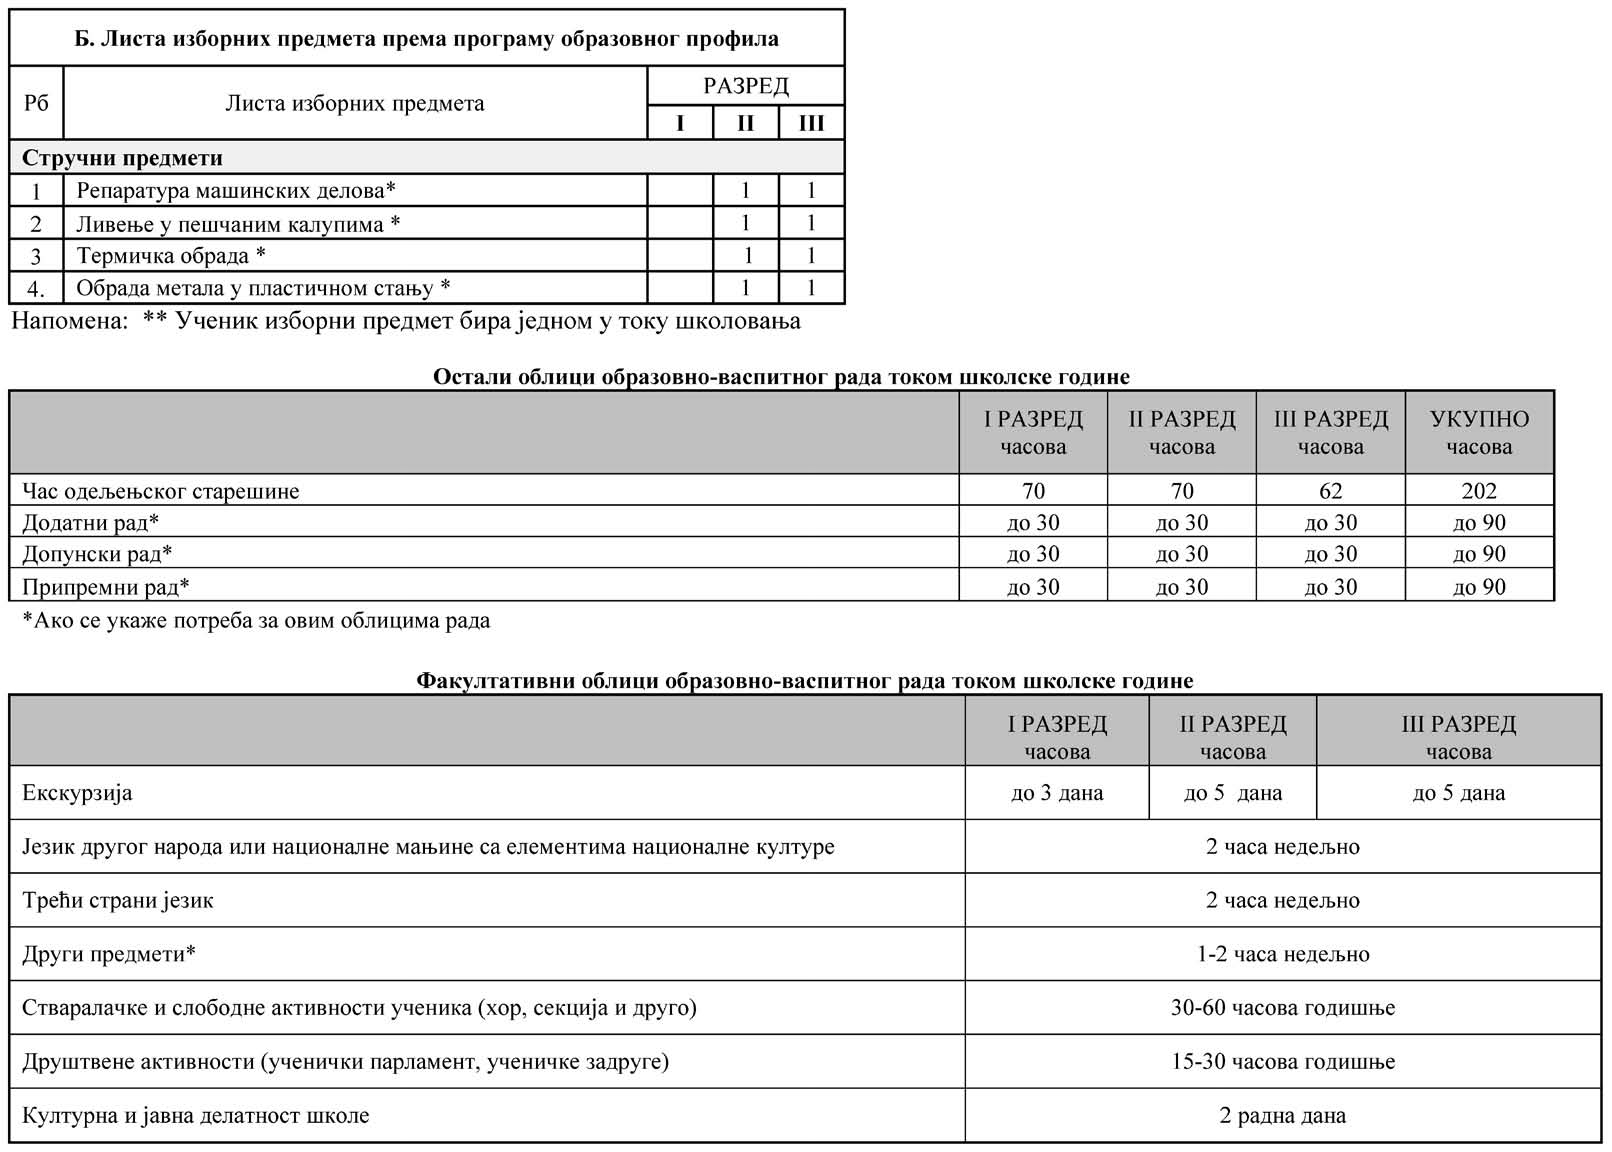 Б. Листа изборних предмета према програму образовног профила
Рб Листа изборних предмета РАЗРЕД
I II III
Стручни предмети
1 Репаратура машинских делова* 1 1
2 Ливење у пешчаним калупима * 1 1
3 Термичка обрада * 1 1
4. Обрада метала у пластичном стању * 1 1
Напомена: ** Ученик изборни предмет бира једном у току школовања
Остали облици образовно-васпитног рада током школске године
I РАЗРЕД II РАЗРЕД III РАЗРЕД УКУПНО
часова часова часова часова
Час одељењског старешине 70 70 62 202
Додатни рад* до 30 до 30 до 30 до 90
Допунски рад* до 30 до 30 до 30 до 90
Припремни рад* до 30 до 30 до 30 до 90
*Ако се укаже потреба за овим облицима рада
Факултативни облици образовно-васпитног рада током школске године
I РАЗРЕД II РАЗРЕД III РАЗРЕД
часова часова часова
Екскурзија до 3 дана до 5 дана до 5 дана
Језик другог народа или националне мањине са елементима националне културе 2 часа недељно
Трећи страни језик 2 часа недељно
Други предмети* 1-2 часа недељно
Стваралачке и слободне активности ученика (хор, секција и друго) 30-60 часова годишње
Друштвене активности (ученички парламент, ученичке задруге) 15-30 часова годишње
Културна и јавна делатност школе 2 радна дана